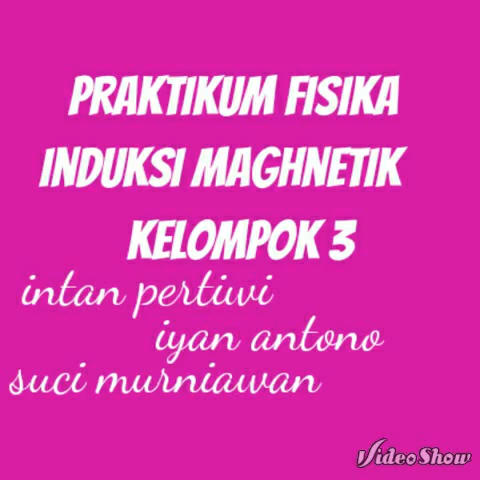 PRAKTIKUM FISIKA
INDUKSI MAGHNETIK
KELOMPOK 3
intan pertiwi
iyan antono
suci murniawan
VideoShow